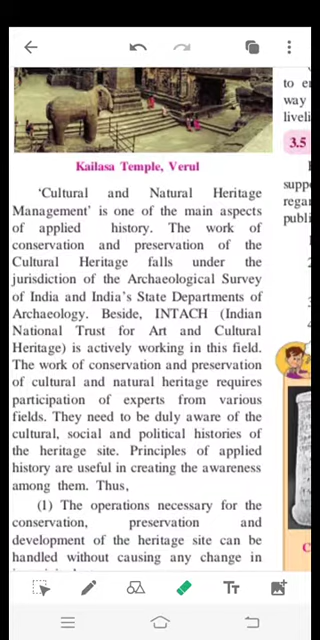 Kailasa Temple, Verul
'Cultural and Natural Heritage
Management' is one of the main aspects
of applied history. The work of
conservation and preservation of the
Cultural Heritage falls under the
jurisdiction of the Archaeological Survey
of India and India's State Departments of
Archaeology. Beside, INTACH (Indian
National Trust for Art and Cultural
Heritage) is actively working in this field.
The work of conservation and preservation
of cultural and natural heritage requires
participation of experts from various
fields. They need to be duly aware of the
cultural, social and political histories of
the heritage site. Principles of applied
history are useful in creating the awareness
among them. Thus,
(1) The operations necessary for the
conservation, preservation and
development of the heritage site can be
handled without causing any change in
to
way
3.5
Tт